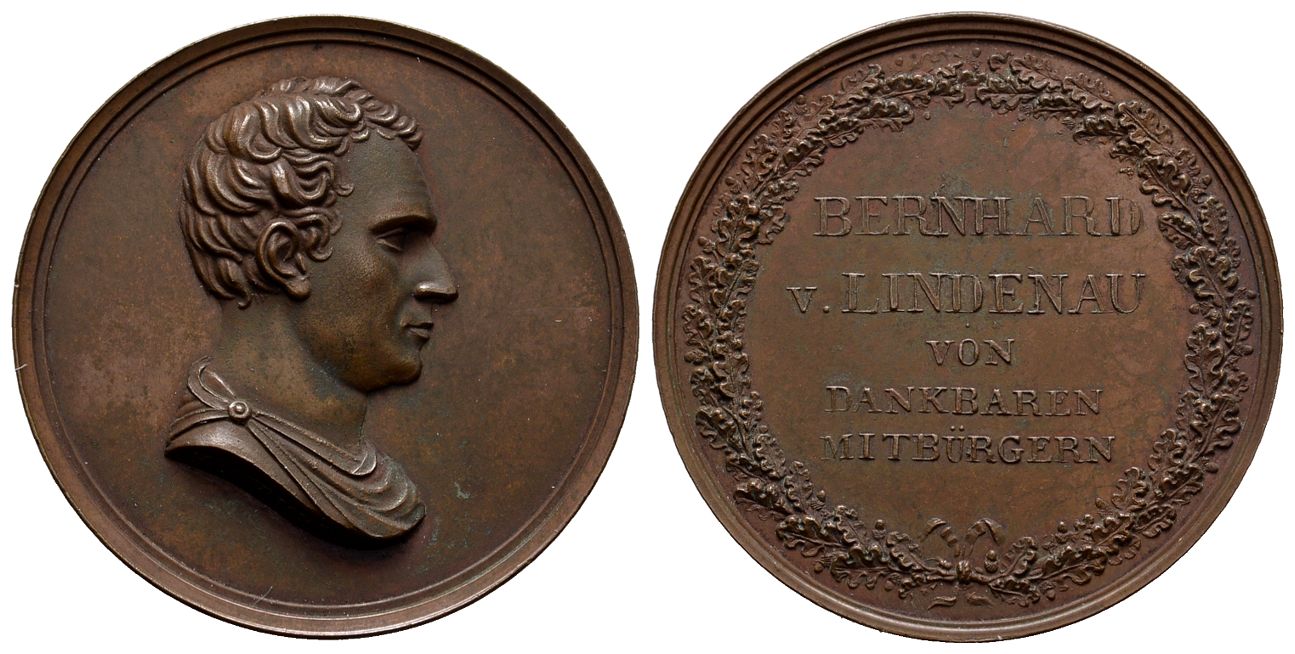 BERNHARD
v. LINDENAU
VON
DANKBAREN
MITBÜRGERN